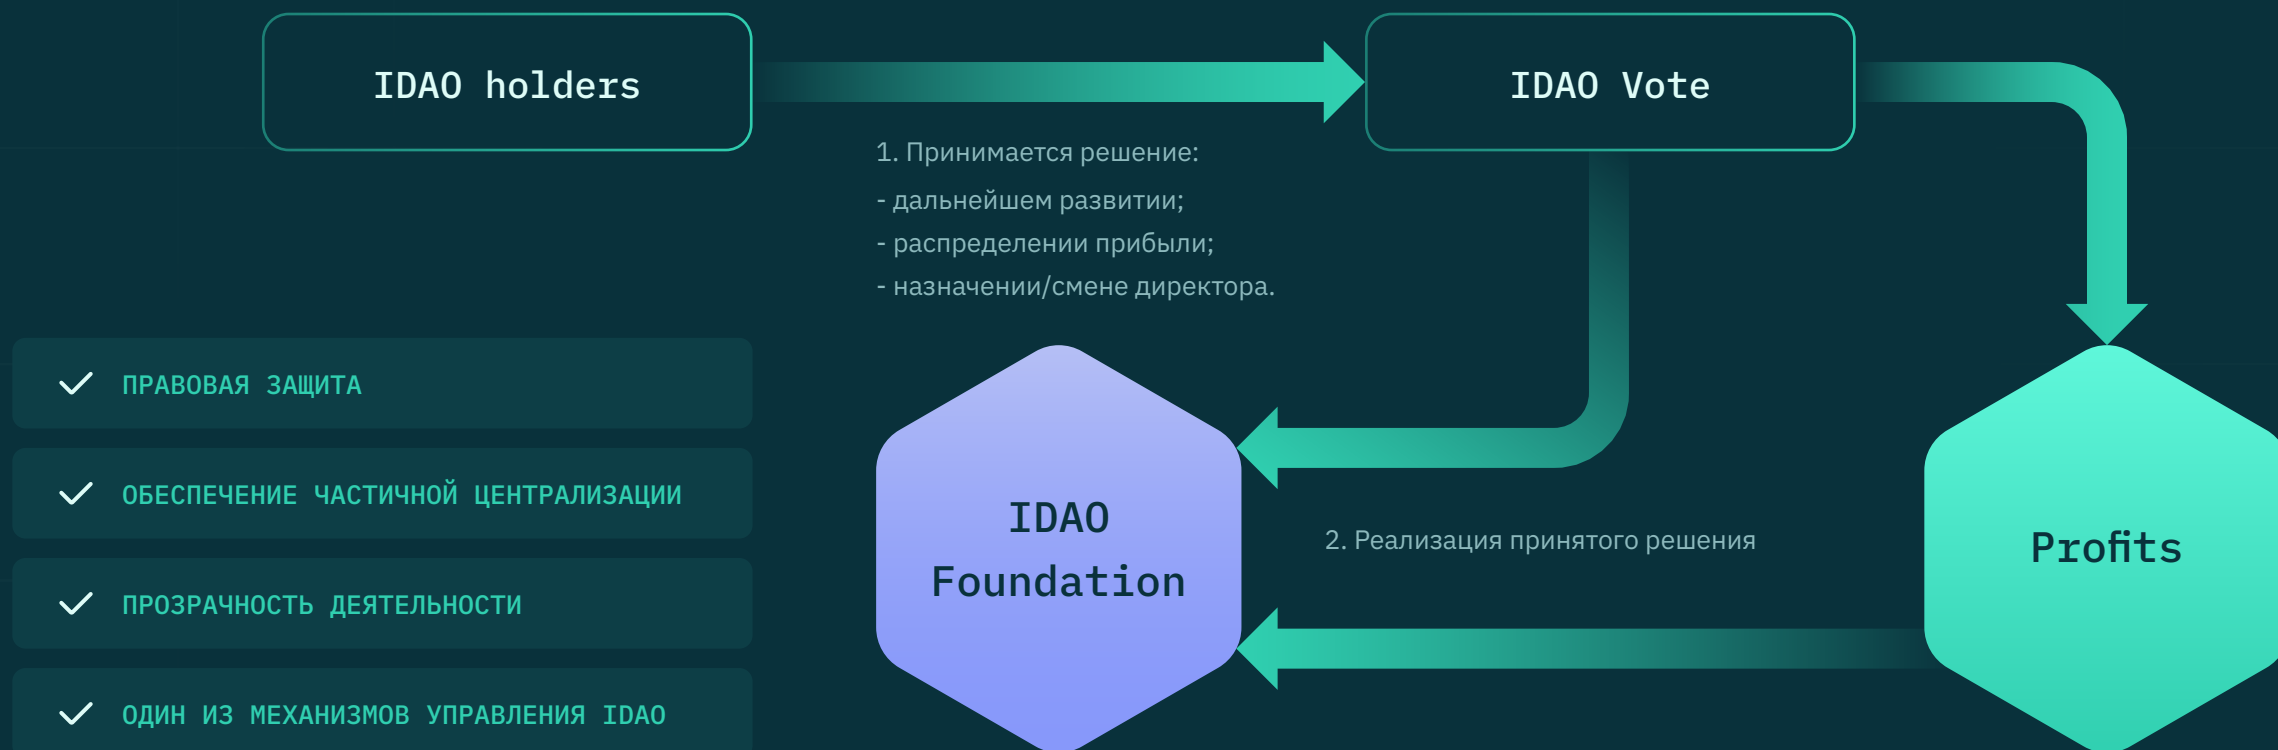 IDAO holders
IDAO Vote
1. Принимается решение:
- дальнейшем развитии;
- распределении прибыли;
- назначении/смене директора.
ПРАВОВАЯ ЗАЩИТА
ОБЕСПЕЧЕНИЕ ЧАСТИЧНОЙ ЦЕНТРАЛИЗАЦИИ
ПРОЗРАЧНОСТЬ ДЕЯТЕЛЬНОСТИ
ОДИН ИЗ МЕХАНИЗМОВ УПРАВЛЕНИЯ IDAO
IDAO
Foundation
2. Реализация принятого решения
Profits